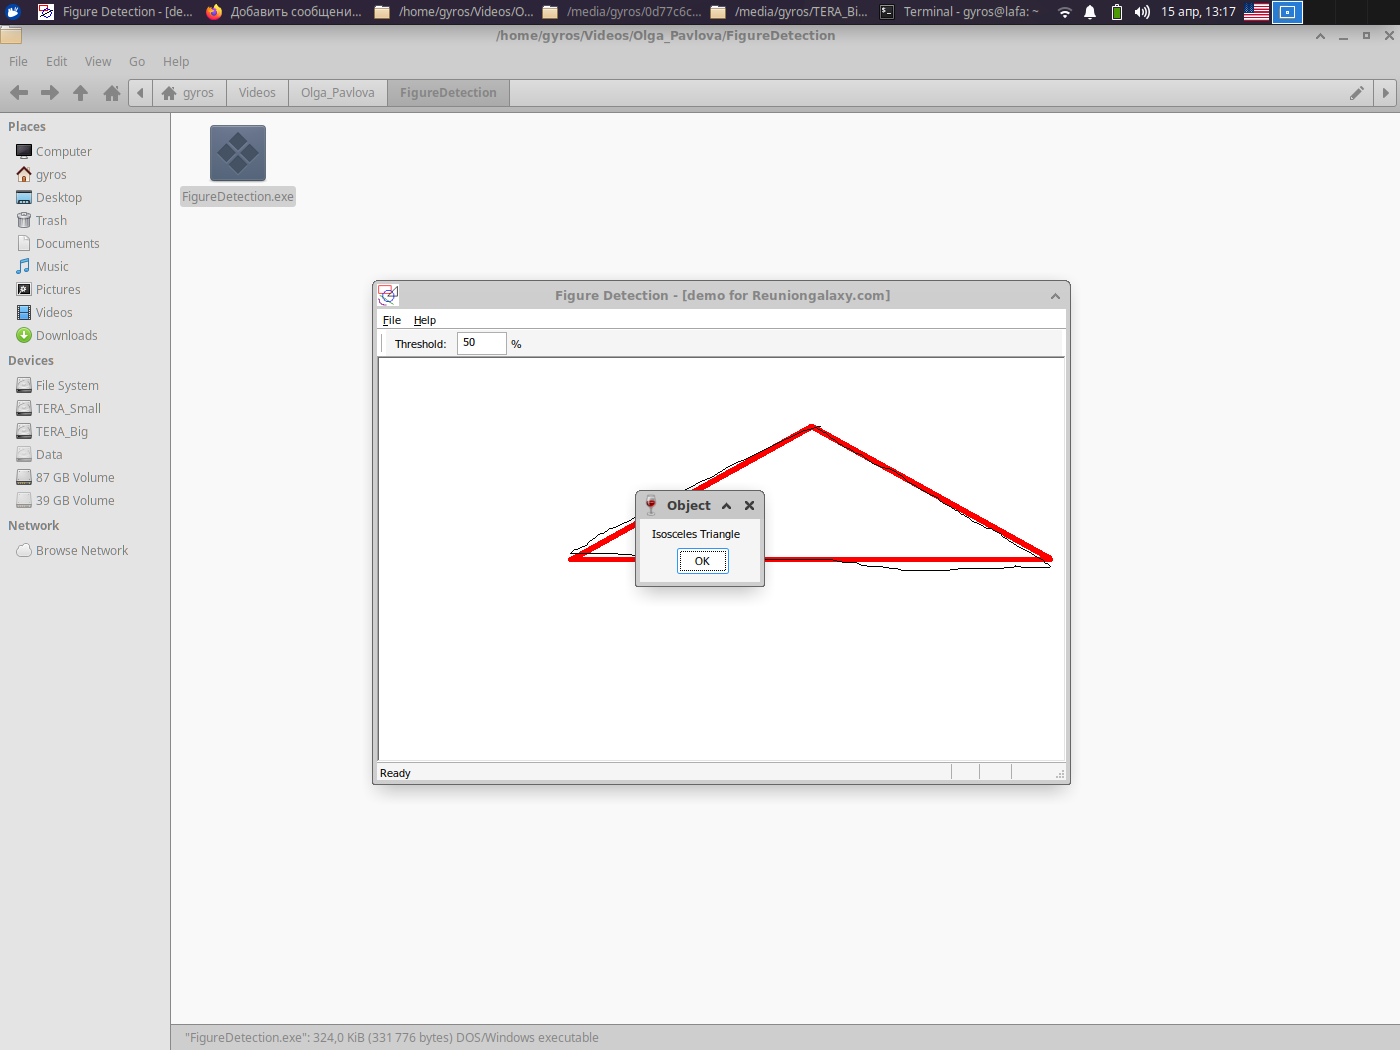 Figure Detection - [de...
Добавить сообщени...
/home/gyros/Videos/O...
/media/gyros/0d77c6c...
/media/gyros/TERA_Bi...
Terminal - gyros@lafa: ~
15 апр, 13:17
/home/gyros/Videos/Olga_Pavlova/FigureDetection
File Edit View Go Help
gyros Videos Olga_Pavlova FigureDetection
Places
Computer
gyros
Desktop
Trash
Documents
Music
Pictures
Videos
Downloads
Devices
File System
TERA_Small
TERA_Big
Data
87 GB Volume
39 GB Volume
Network
Browse Network
FigureDetection.exe
Figure Detection - [demo for Reuniongalaxy.com]
File Help
Threshold: 50 %
Object
Isosceles Triangle
OK
Ready
"FigureDetection.exe": 324,0 KiB (331 776 bytes) DOS/Windows executable